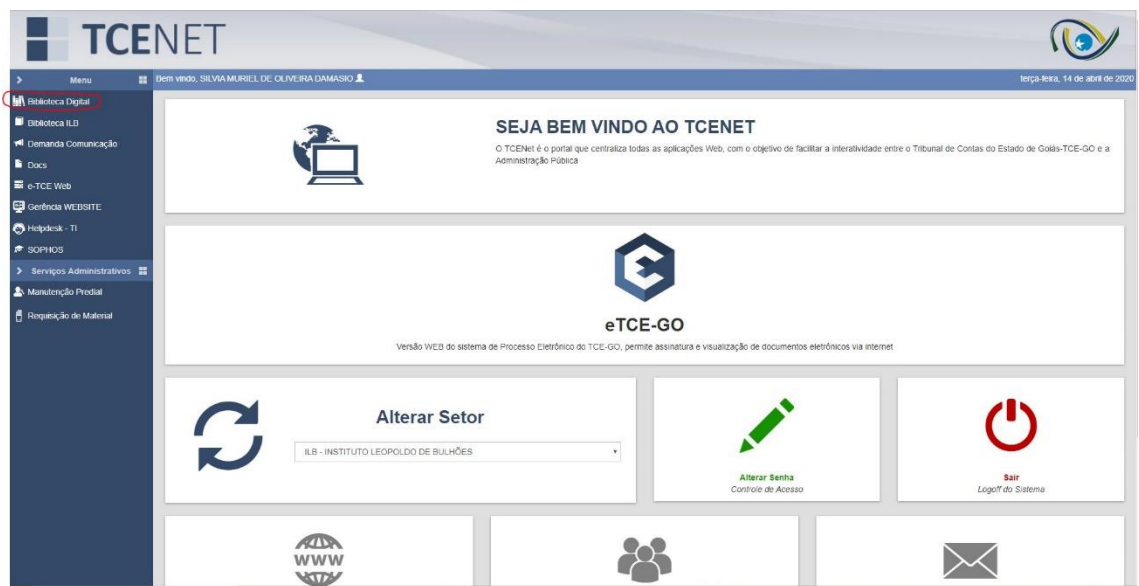 TCENET
Menu
Bem vindo, SILVIA MURIEL DE OLIVEIRA DAMASIO
terça-feira, 14 de abril de 2020
Biblioteca Digital
Biblioteca ILB
Demanda Comunicação
Docs
e-TCE Web
Gerência WEBSITE
Helpdesk - TI
SOPHOS
Serviços Administrativos
Manutenção Predial
Requisição de Material
SEJA BEM VINDO AO TCENET
O TCENet é o portal que centraliza todas as aplicações Web, com o objetivo de facilitar a interatividade entre o Tribunal de Contas do Estado de Goiás-TCE-GO e a
Administração Pública
eTCE-GO
Versão WEB do sistema de Processo Eletrônico do TCE-GO, permite assinatura e visualização de documentos eletrônicos via internet
Alterar Setor
ILB - INSTITUTO LEOPOLDO DE BULHÕES
Alterar Senha
Controle de Acesso
Sair
Logoff do Sistema
WWW